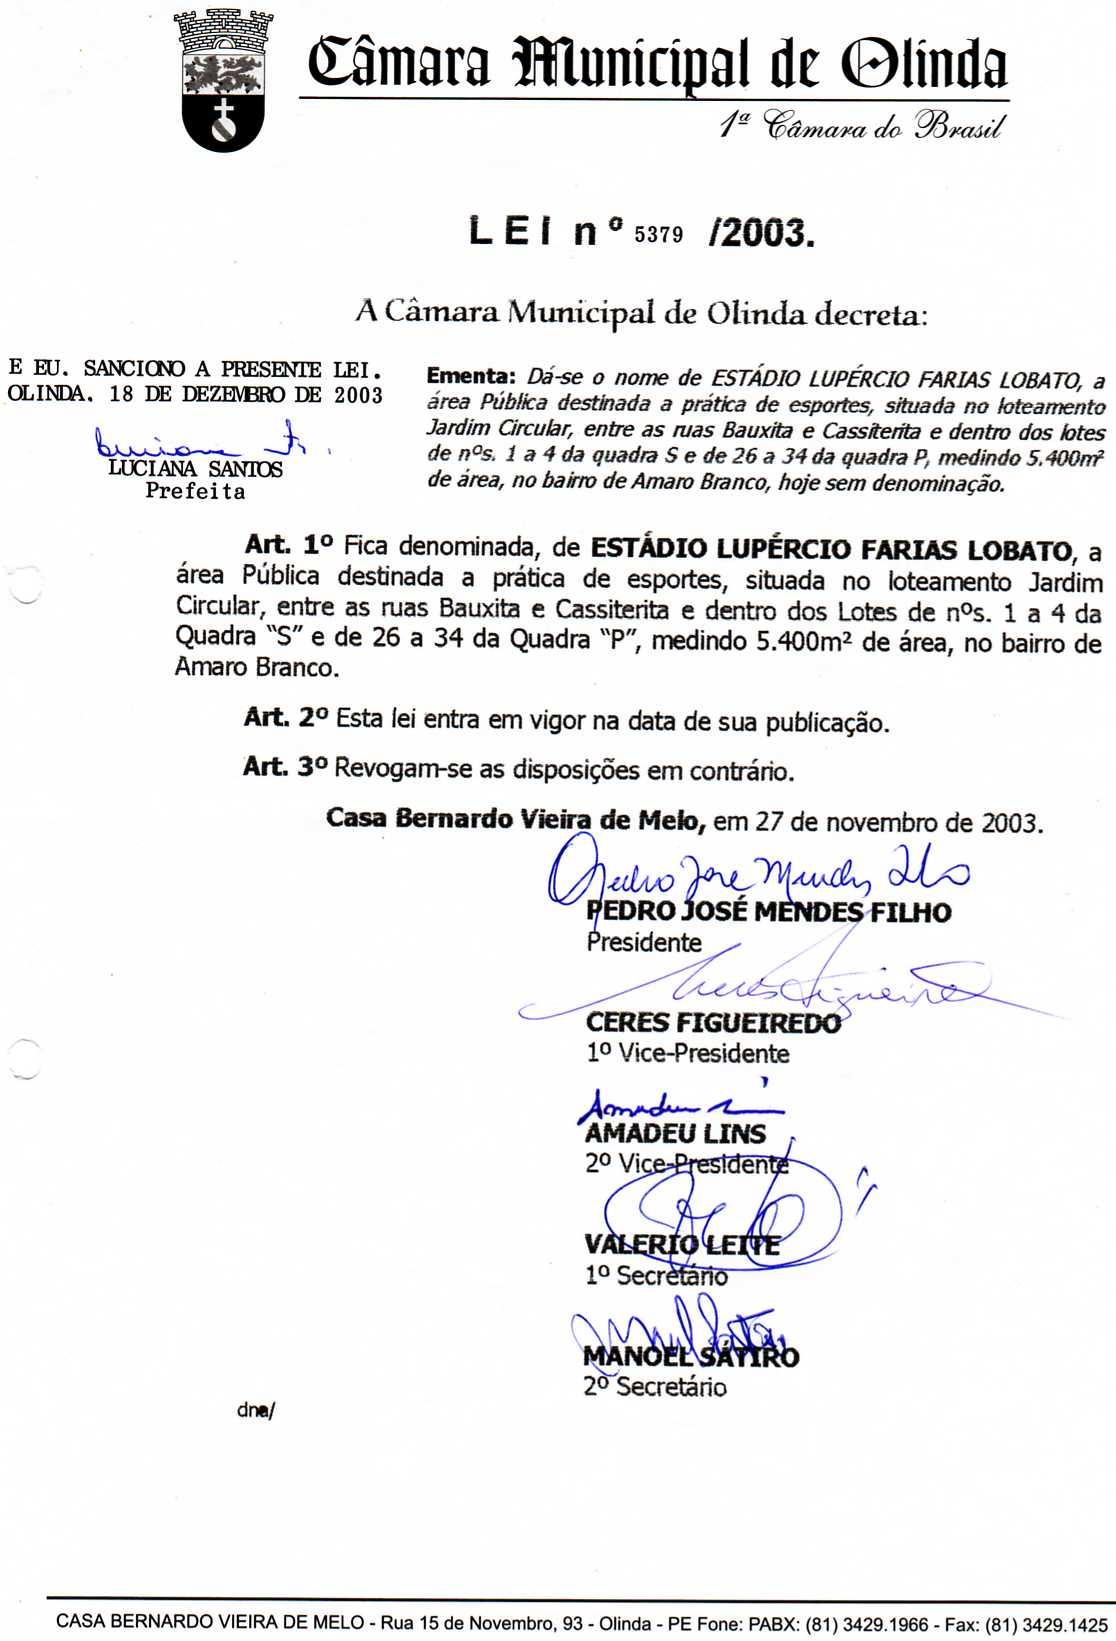 Câmara Municipal de Olinda
1ª Câmara do Brasil
LEI nº 5379 /2003.
A Câmara Municipal de Olinda decreta:
E EU. SANCIONO A PRESENTE LEI.
OLINDA. 18 DE DEZEMBRO DE 2003
LUCIANA SANTOS
Prefeita
Ementa: Dá-se o nome de ESTÁDIO LUPÉRCIO FARIAS LOBATO, a
área Pública destinada a prática de esportes, situada no loteamento
Jardim Circular, entre as ruas Bauxita e Cassiterita e dentro dos lotes
de nºs. 1 a 4 da quadra S e de 26 a 34 da quadra P, medindo 5.400m²
de área, no bairro de Amaro Branco, hoje sem denominação.
Art. 1º Fica denominada, de ESTÁDIO LUPÉRCIO FARIAS LOBATO, a
área Pública destinada a prática de esportes, situada no loteamento Jardim
Circular, entre as ruas Bauxita e Cassiterita e dentro dos Lotes de nºs. 1 a 4 da
Quadra "S" e de 26 a 34 da Quadra "P", medindo 5.400m² de área, no bairro de
Amaro Branco.
Art. 2º Esta lei entra em vigor na data de sua publicação.
Art. 3º Revogam-se as disposições em contrário.
Casa Bernardo Vieira de Melo, em 27 de novembro de 2003.
Pedro José Mendes Filho
PEDRO JOSÉ MENDES FILHO
Presidente
Ceres Figueiredo
CERES FIGUEIREDO
1º Vice-Presidente
AMADEU LINS
2º Vice-Presidente
VALERIO LEITE
1º Secretário
MANOEL SÁTIRO
2º Secretário
dna/
CASA BERNARDO VIEIRA DE MELO - Rua 15 de Novembro, 93 - Olinda - PE Fone: PABX: (81) 3429.1966 - Fax: (81) 3429.1425